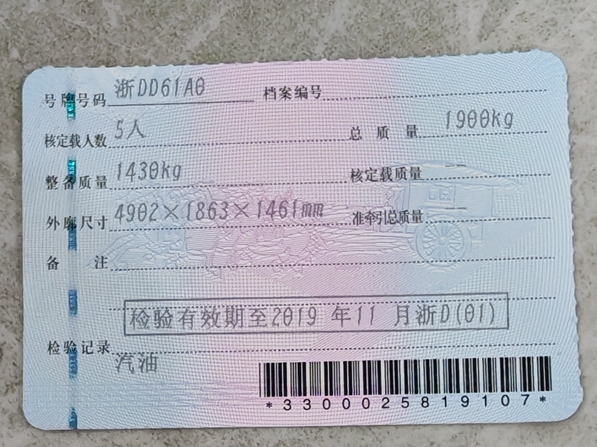 号牌号码 浙DD61A0 档案编号
核定载人数 5人 总质量 1900kg
整备质量 1430kg 核定载质量 --
外廓尺寸 4902×1863×1461mm 准牵引总质量 --
备注
检验有效期至2019 年11 月浙D(01)
检验记录
汽油
*3300025819107*